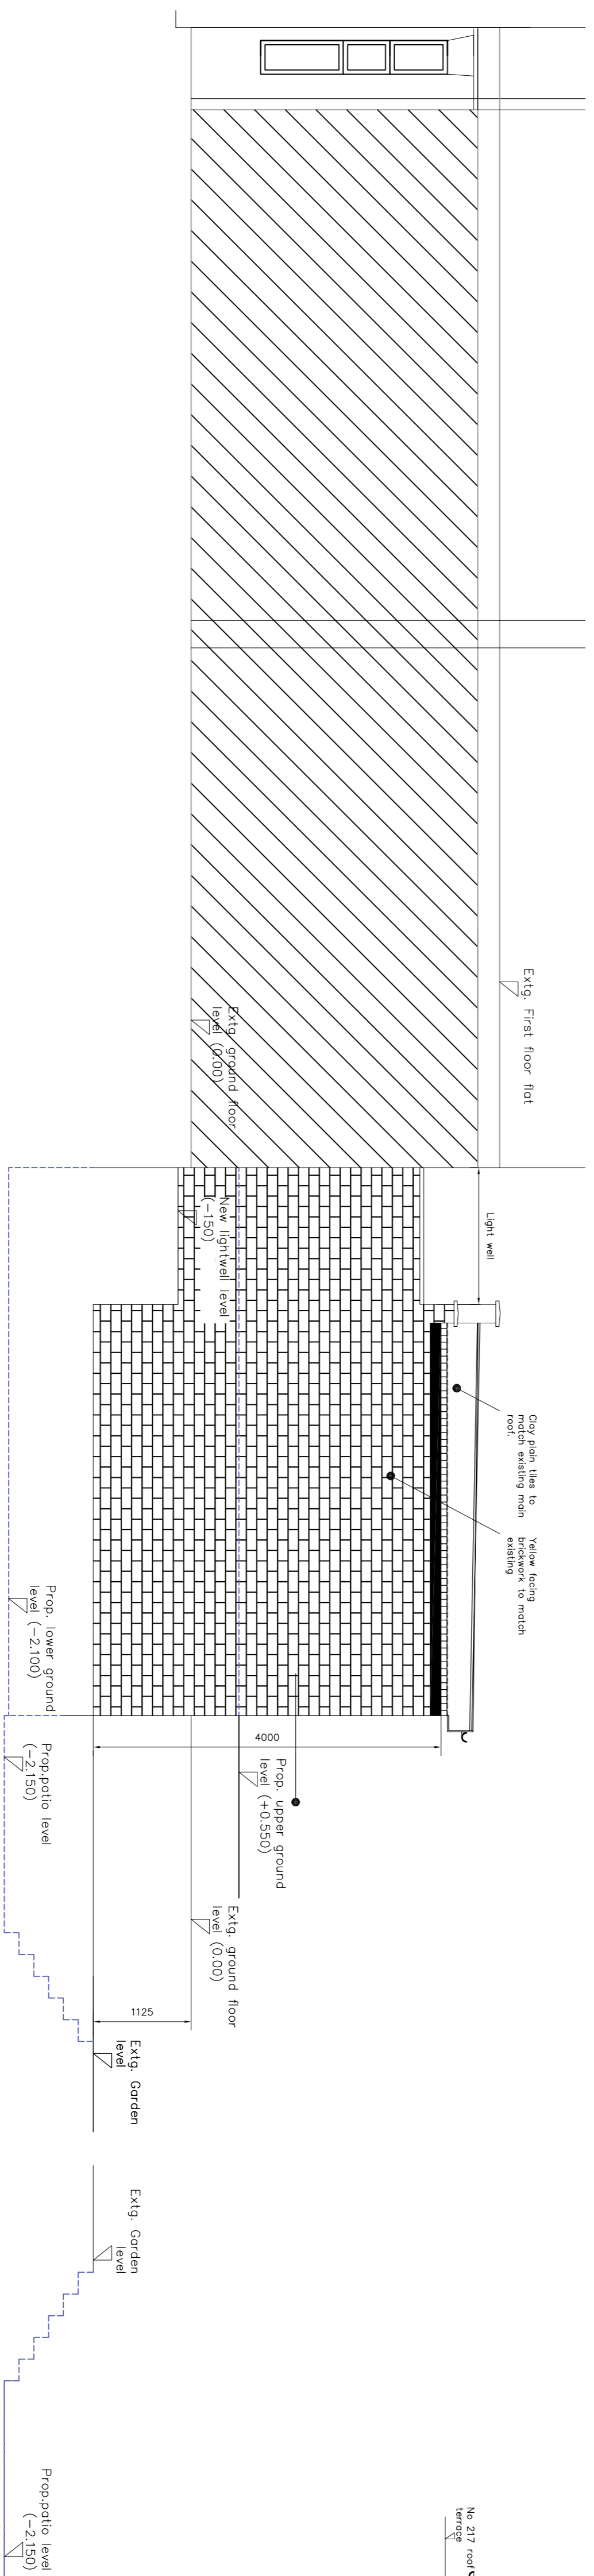 Extg. First floor flat
Extg ground floor
level (0.00)
Light well
New lightwell level
(-150)
Clay plain tiles to
match existing main
roof.
Yellow facing
brickwork to match
existing
Prop. lower ground
level (-2.100)
4000
Prop. upper ground
level (+0.550)
Prop.patio level
(-2.150)
Extg. ground floor
level (0.00)
1125
Extg. Garden
level
Extg. Garden
level
Prop.patio level
(-2.150)
No 217 roof
terrace